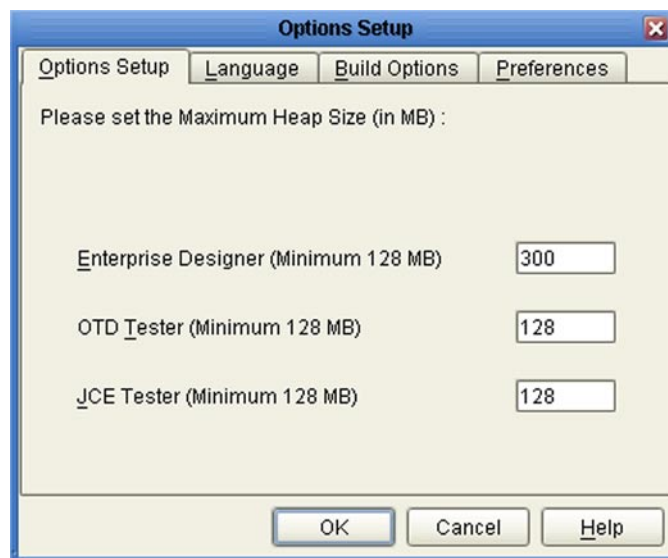 Options Setup
Options Setup Language Build Options Preferences
Please set the Maximum Heap Size (in MB) :
Enterprise Designer (Minimum 128 MB) 300
OTD Tester (Minimum 128 MB) 128
JCE Tester (Minimum 128 MB) 128
OK Cancel Help